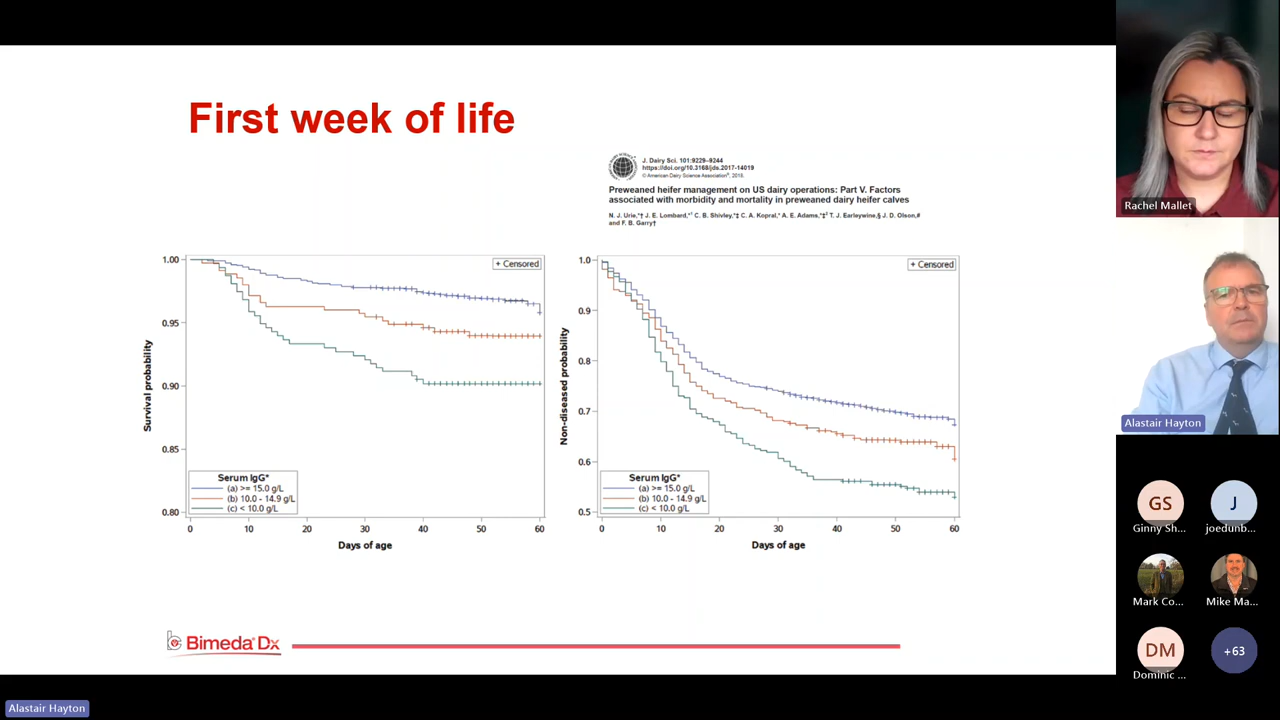 First week of life
J. Dairy Sci. 101:9229–9244
https://doi.org/10.3168/jds.2017-14019
© American Dairy Science Association®, 2018.
Preweaned heifer management on US dairy operations: Part V. Factors
associated with morbidity and mortality in preweaned dairy heifer calves
N. J. Urie,*† J. E. Lombard,*¹ C. B. Shivley,*‡ C. A. Kopral,* A. E. Adams,*‡² T. J. Earleywine,§ J. D. Olson,#
and F. B. Garry†
Survival probability
1.00
0.95
0.90
0.85
0.80
+ Censored
Serum IgG*
(a) >= 15.0 g/L
(b) 10.0 - 14.9 g/L
(c) < 10.0 g/L
0 10 20 30 40 50 60
Days of age
Non-diseased probability
1.0
0.9
0.8
0.7
0.6
0.5
+ Censored
Serum IgG*
(a) >= 15.0 g/L
(b) 10.0 - 14.9 g/L
(c) < 10.0 g/L
0 10 20 30 40 50 60
Days of age
Bimeda® Dx
Rachel Mallet
Alastair Hayton
GS
Ginny Sh...
J
joedunb...
Mark Co...
Mike Ma...
DM
Dominic ...
+63
Alastair Hayton